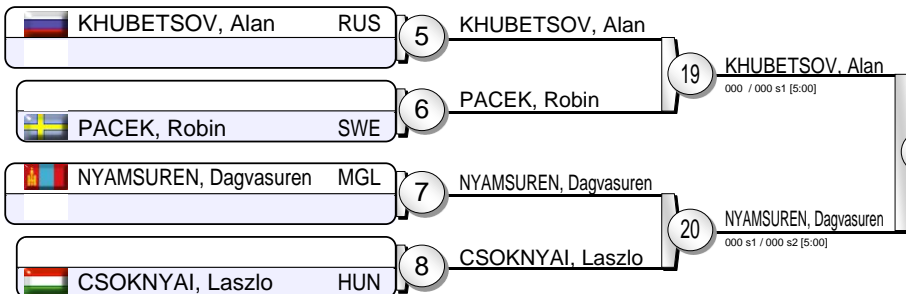 KHUBETSOV, Alan RUS
5
KHUBETSOV, Alan
6
PACEK, Robin
PACEK, Robin SWE
19
KHUBETSOV, Alan
000 / 000 s1 [5:00]
NYAMSUREN, Dagvasuren MGL
7
NYAMSUREN, Dagvasuren
8
CSOKNYAI, Laszlo
CSOKNYAI, Laszlo HUN
20
NYAMSUREN, Dagvasuren
000 s1 / 000 s2 [5:00]